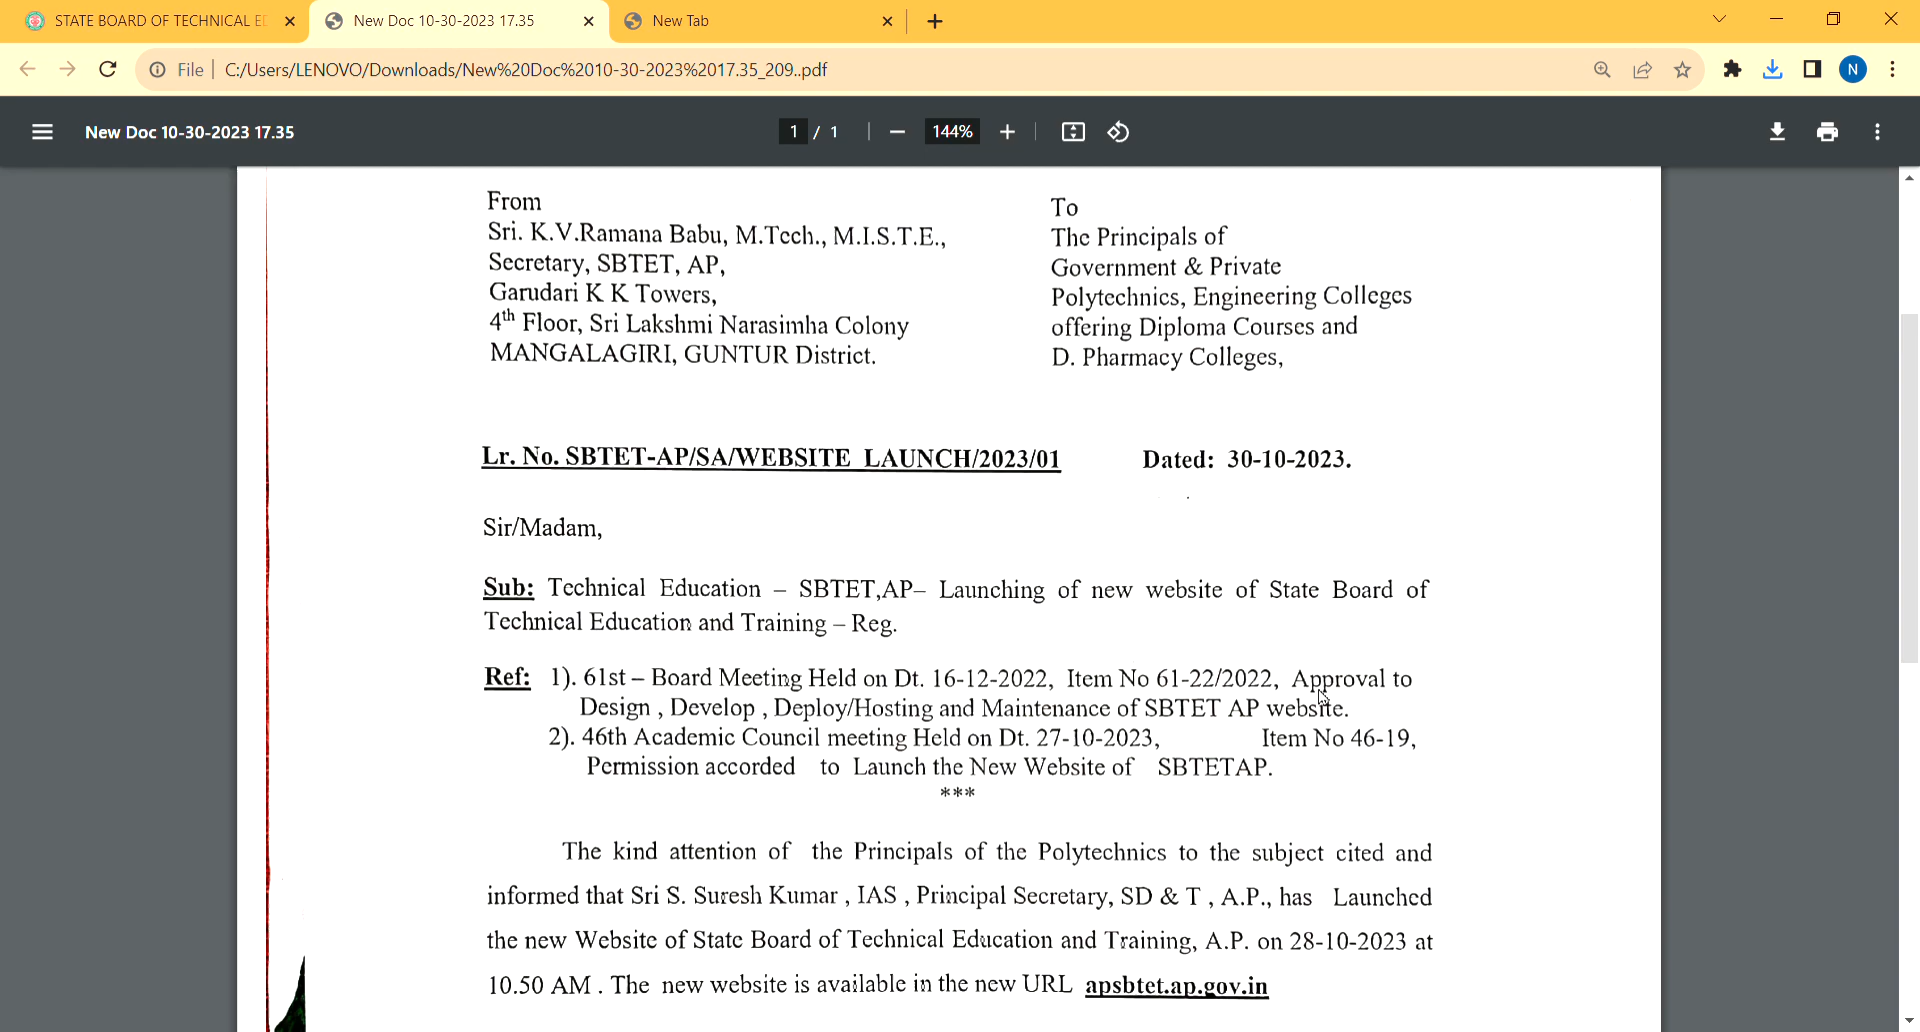 STATE BOARD OF TECHNICAL E
New Doc 10-30-2023 17.35
New Tab
File
C:/Users/LENOVO/Downloads/New%20Doc%2010-30-2023%2017.35_209..pdf
N
New Doc 10-30-2023 17.35
1 / 1
144%
From
Sri. K.V.Ramana Babu, M.Tech., M.I.S.T.E.,
Secretary, SBTET, AP,
Garudari K K Towers,
4th Floor, Sri Lakshmi Narasimha Colony
MANGALAGIRI, GUNTUR District.
To
The Principals of
Government & Private
Polytechnics, Engineering Colleges
offering Diploma Courses and
D. Pharmacy Colleges,
Lr. No. SBTET-AP/SA/WEBSITE LAUNCH/2023/01 Dated: 30-10-2023.
Sir/Madam,
Sub: Technical Education – SBTET,AP– Launching of new website of State Board of
Technical Education and Training – Reg.
Ref: 1). 61st – Board Meeting Held on Dt. 16-12-2022, Item No 61-22/2022, Approval to
Design , Develop , Deploy/Hosting and Maintenance of SBTET AP website.
2). 46th Academic Council meeting Held on Dt. 27-10-2023, Item No 46-19,
Permission accorded to Launch the New Website of SBTETAP.
***
The kind attention of the Principals of the Polytechnics to the subject cited and
informed that Sri S. Suresh Kumar , IAS , Principal Secretary, SD & T , A.P., has Launched
the new Website of State Board of Technical Education and Training, A.P. on 28-10-2023 at
10.50 AM . The new website is available in the new URL apsbtet.ap.gov.in